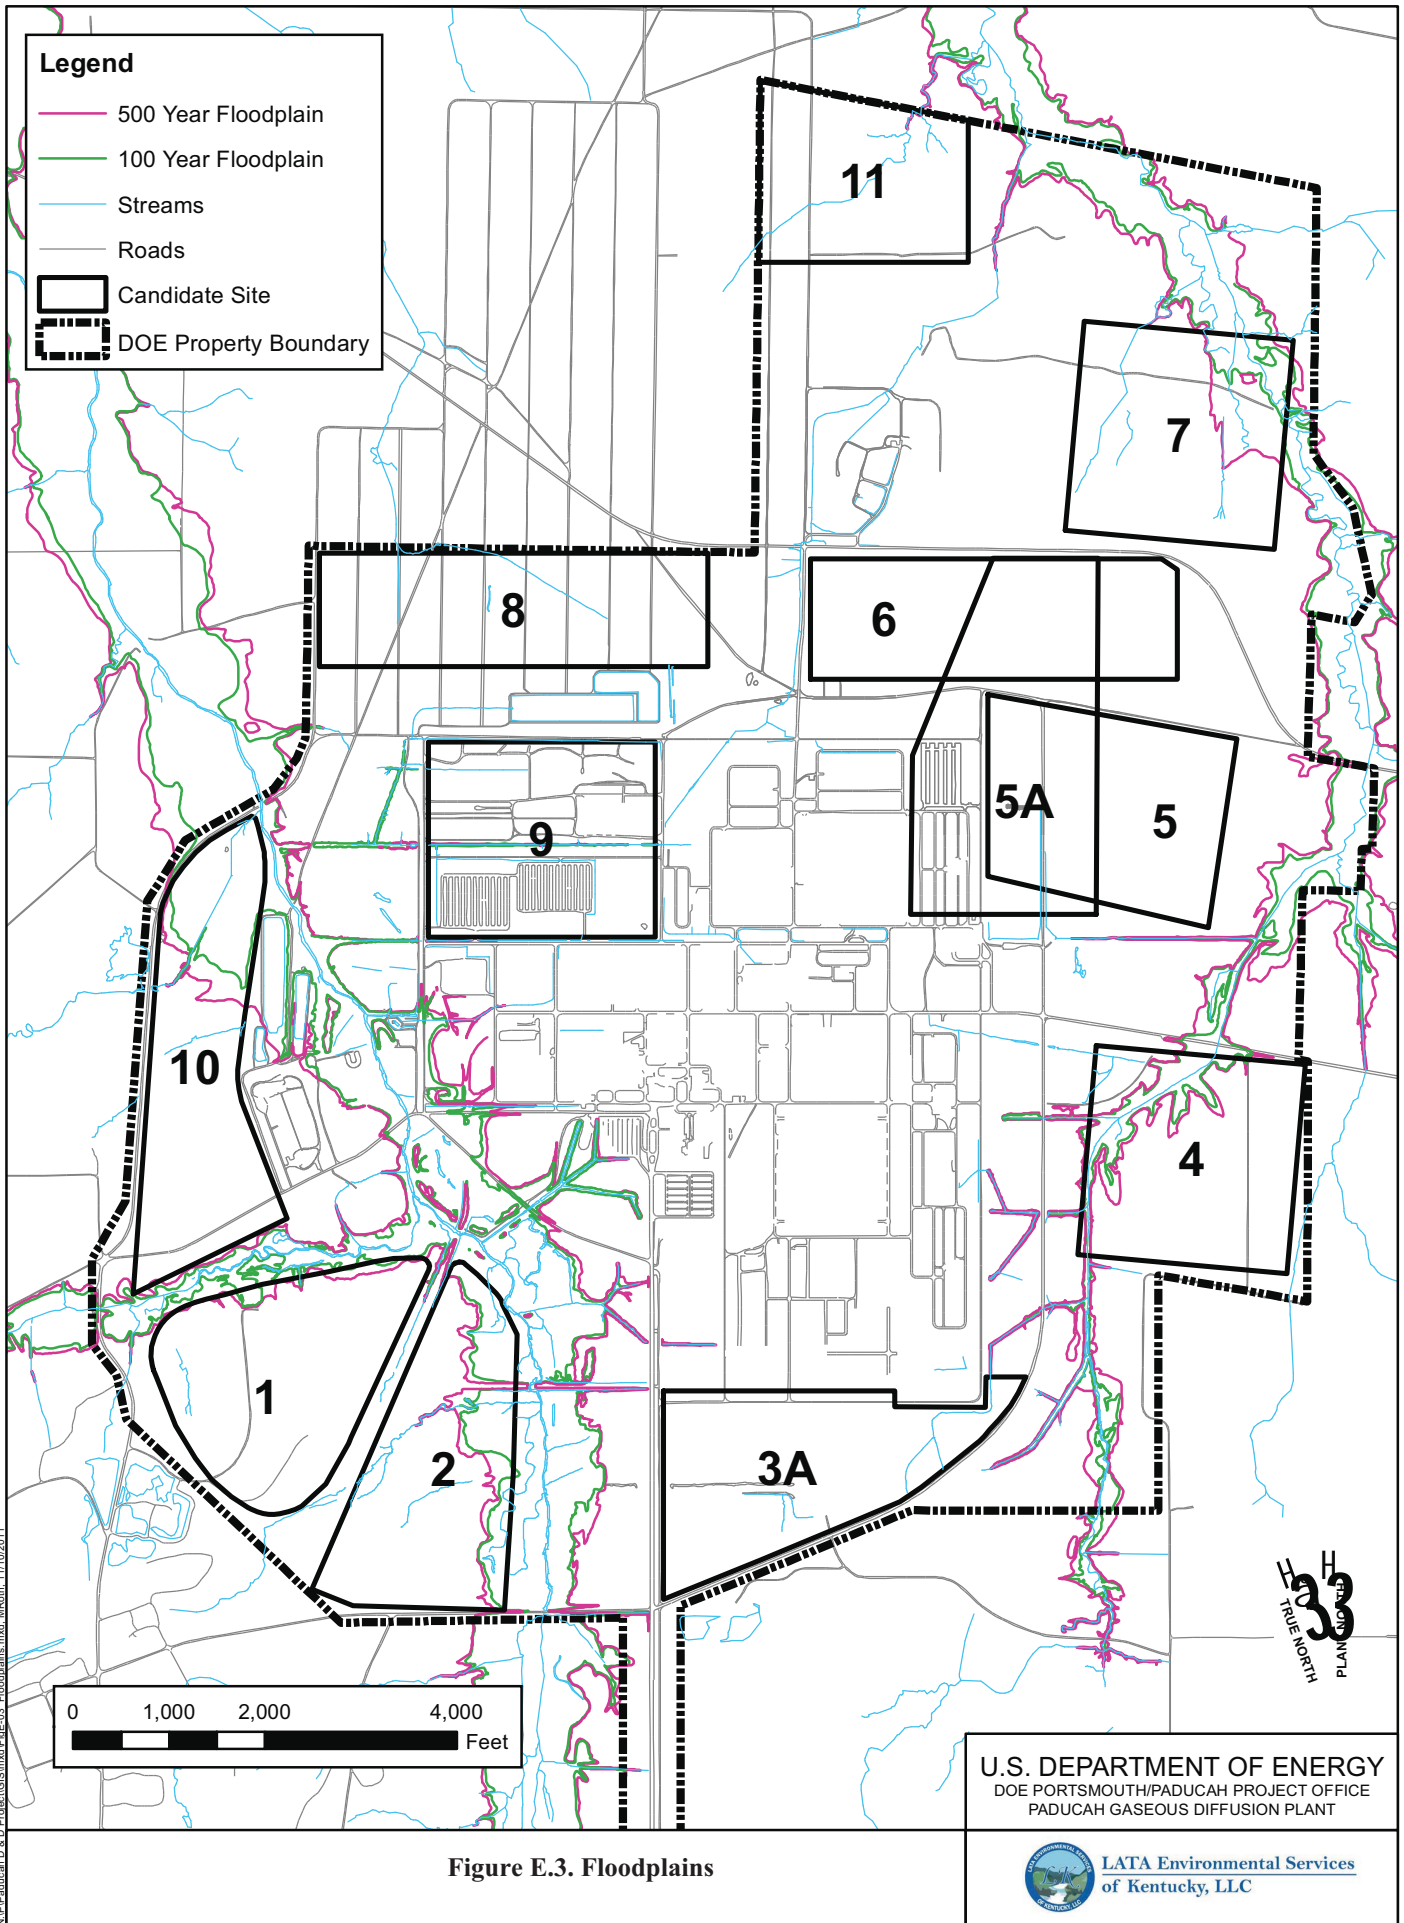 Legend
500 Year Floodplain
100 Year Floodplain
Streams
Roads
Candidate Site
DOE Property Boundary
11
7
8
6
5A
5
9
10
4
1
2
3A
33
TRUE NORTH
PLANT NORTH
0 1,000 2,000 4,000
Feet
U.S. DEPARTMENT OF ENERGY
DOE PORTSMOUTH/PADUCAH PROJECT OFFICE
PADUCAH GASEOUS DIFFUSION PLANT
Figure E.3. Floodplains
LATA Environmental Services
of Kentucky, LLC